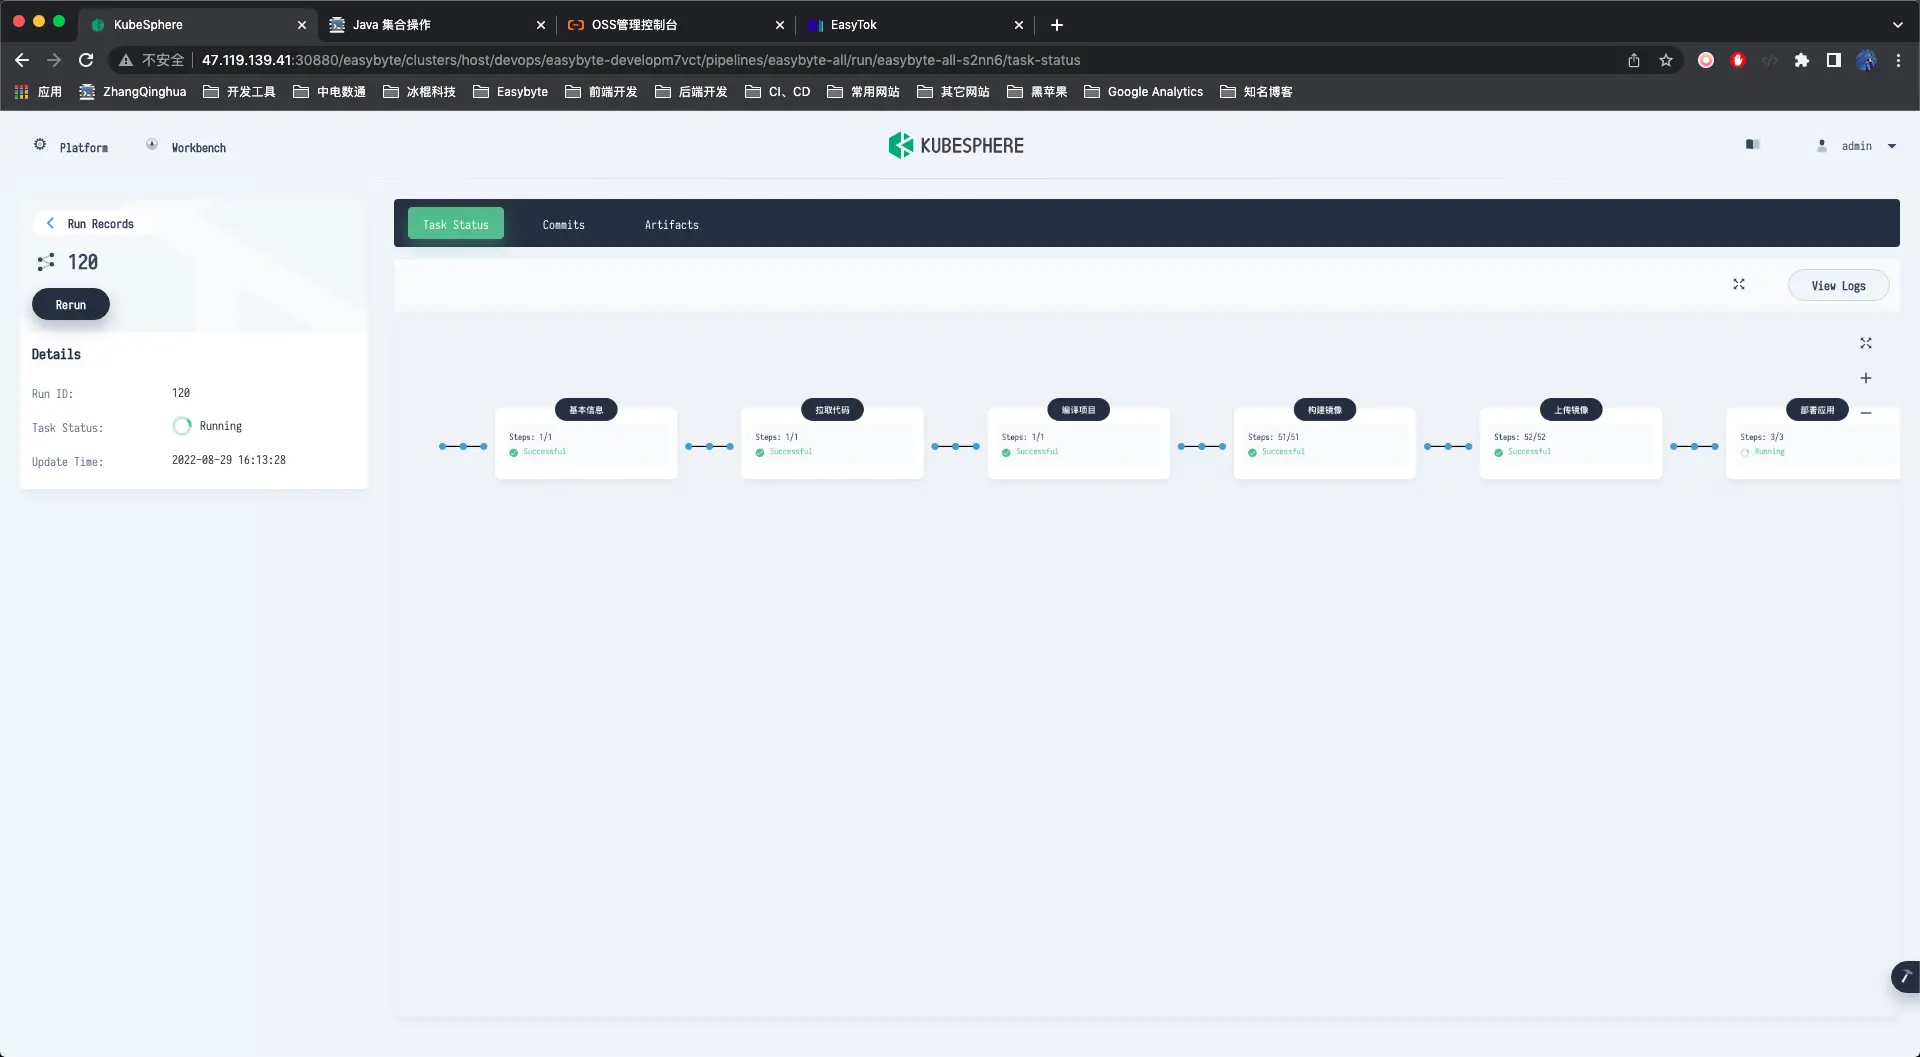 KubeSphere
Java 集合操作
OSS管理控制台
EasyTok
不安全
47.119.139.41:30880/easybyte/clusters/host/devops/easybyte-developm7vct/pipelines/easybyte-all/run/easybyte-all-s2nn6/task-status
应用
ZhangQinghua
开发工具
中电数通
冰棍科技
Easybyte
前端开发
后端开发
CI、CD
常用网站
其它网站
黑苹果
Google Analytics
知名博客
Platform
Workbench
KUBESPHERE
admin
Run Records
120
Rerun
Details
Run ID: 120
Task Status: Running
Update Time: 2022-08-29 16:13:28
Task Status
Commits
Artifacts
View Logs
基本信息
Steps: 1/1
Successful
拉取代码
Steps: 1/1
Successful
编译项目
Steps: 1/1
Successful
构建镜像
Steps: 51/51
Successful
上传镜像
Steps: 52/52
Successful
部署应用
Steps: 3/3
Running